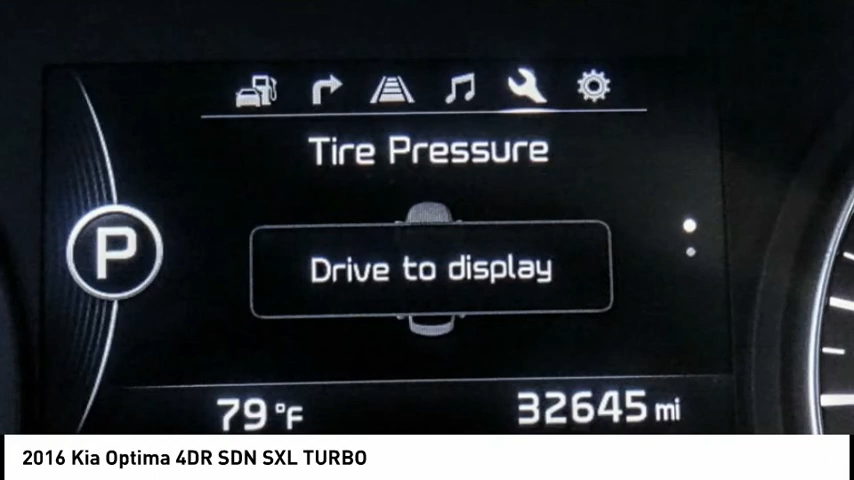 Tire Pressure
P
Drive to display
79 °F 32645 mi
2016 Kia Optima 4DR SDN SXL TURBO